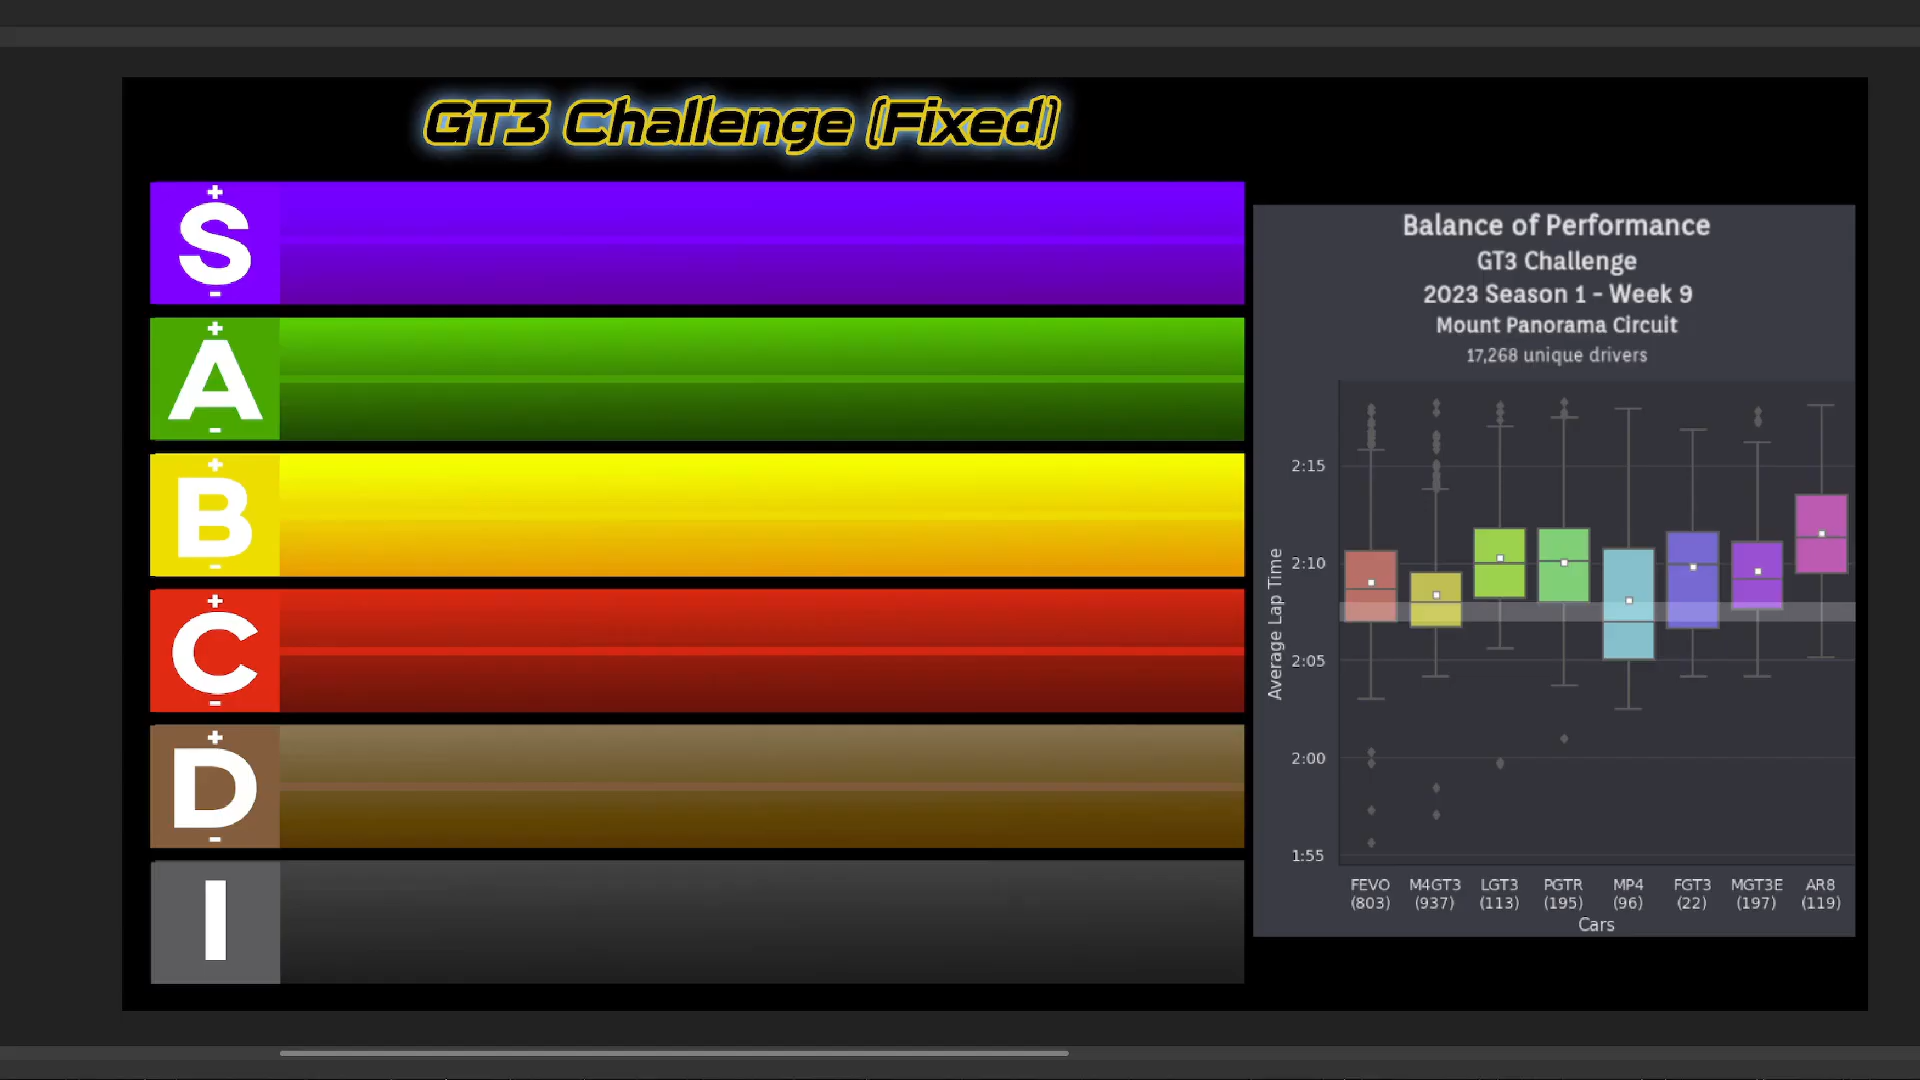 GT3 Challenge (Fixed)
+
S
-
+
A
-
+
B
-
+
C
-
+
D
-
I
Balance of Performance
GT3 Challenge
2023 Season 1 - Week 9
Mount Panorama Circuit
17,268 unique drivers
Average Lap Time
2:15
2:10
2:05
2:00
1:55
FEVO M4GT3 LGT3 PGTR MP4 FGT3 MGT3E AR8
(803) (937) (113) (195) (96) (22) (197) (119)
Cars